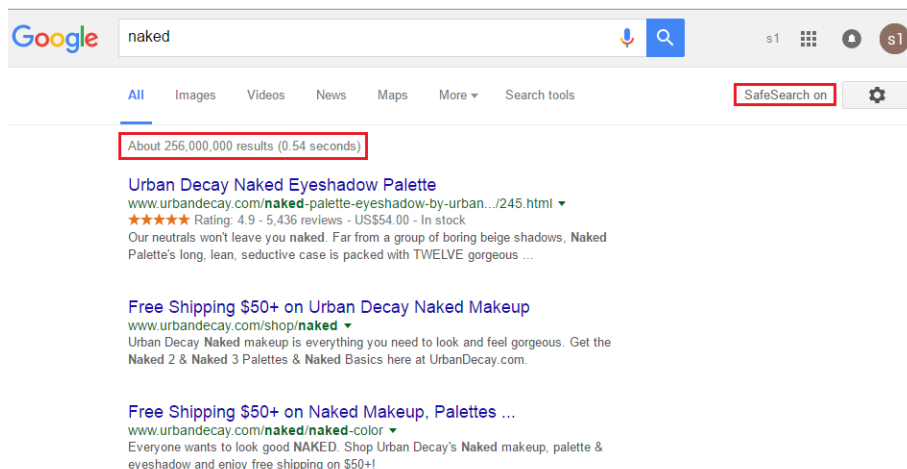 Google naked s1 s1
All Images Videos News Maps More Search tools SafeSearch on
About 256,000,000 results (0.54 seconds)
Urban Decay Naked Eyeshadow Palette
www.urbandecay.com/naked-palette-eyeshadow-by-urban.../245.html
Rating: 4.9 - 5,436 reviews - US$54.00 - In stock
Our neutrals won't leave you naked. Far from a group of boring beige shadows, Naked
Palette's long, lean, seductive case is packed with TWELVE gorgeous ...
Free Shipping $50+ on Urban Decay Naked Makeup
www.urbandecay.com/shop/naked
Urban Decay Naked makeup is everything you need to look and feel gorgeous. Get the
Naked 2 & Naked 3 Palettes & Naked Basics here at UrbanDecay.com.
Free Shipping $50+ on Naked Makeup, Palettes ...
www.urbandecay.com/naked/naked-color
Everyone wants to look good NAKED. Shop Urban Decay's Naked makeup, palette &
eyeshadow and enjoy free shipping on $50+!